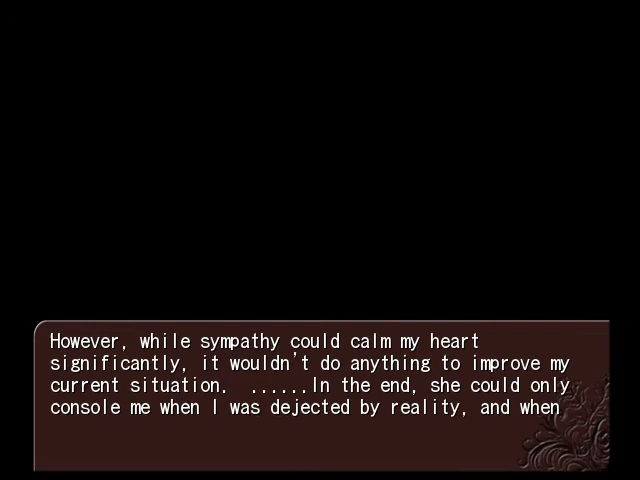 However, while sympathy could calm my heart
significantly, it wouldn't do anything to improve my
current situation.  ......In the end, she could only
console me when I was dejected by reality, and when